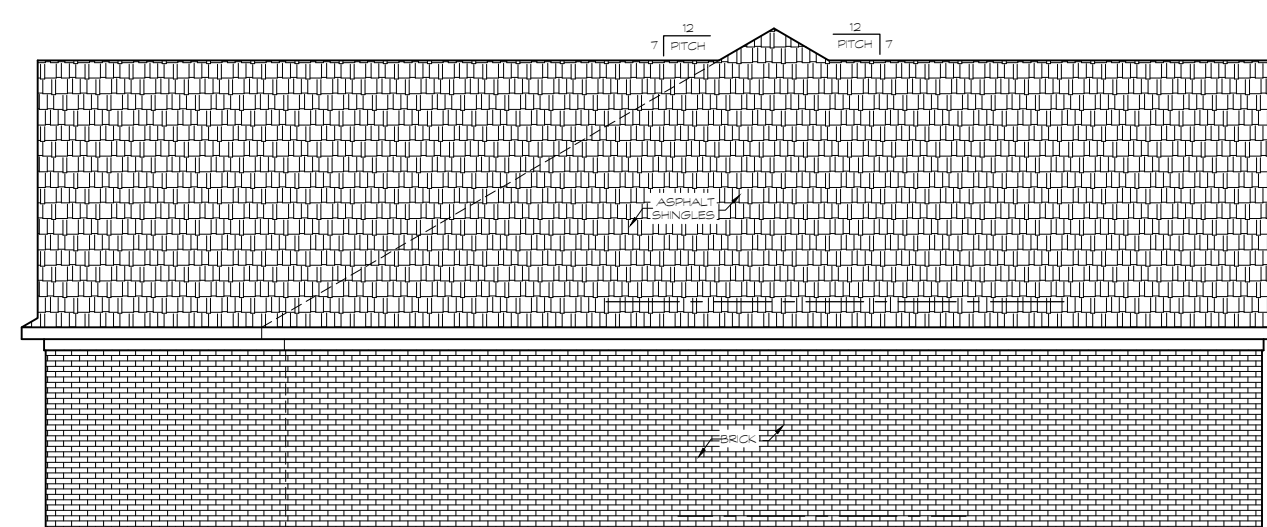 12
7 PITCH
12
PITCH 7
ASPHALT
SHINGLES
BRICK